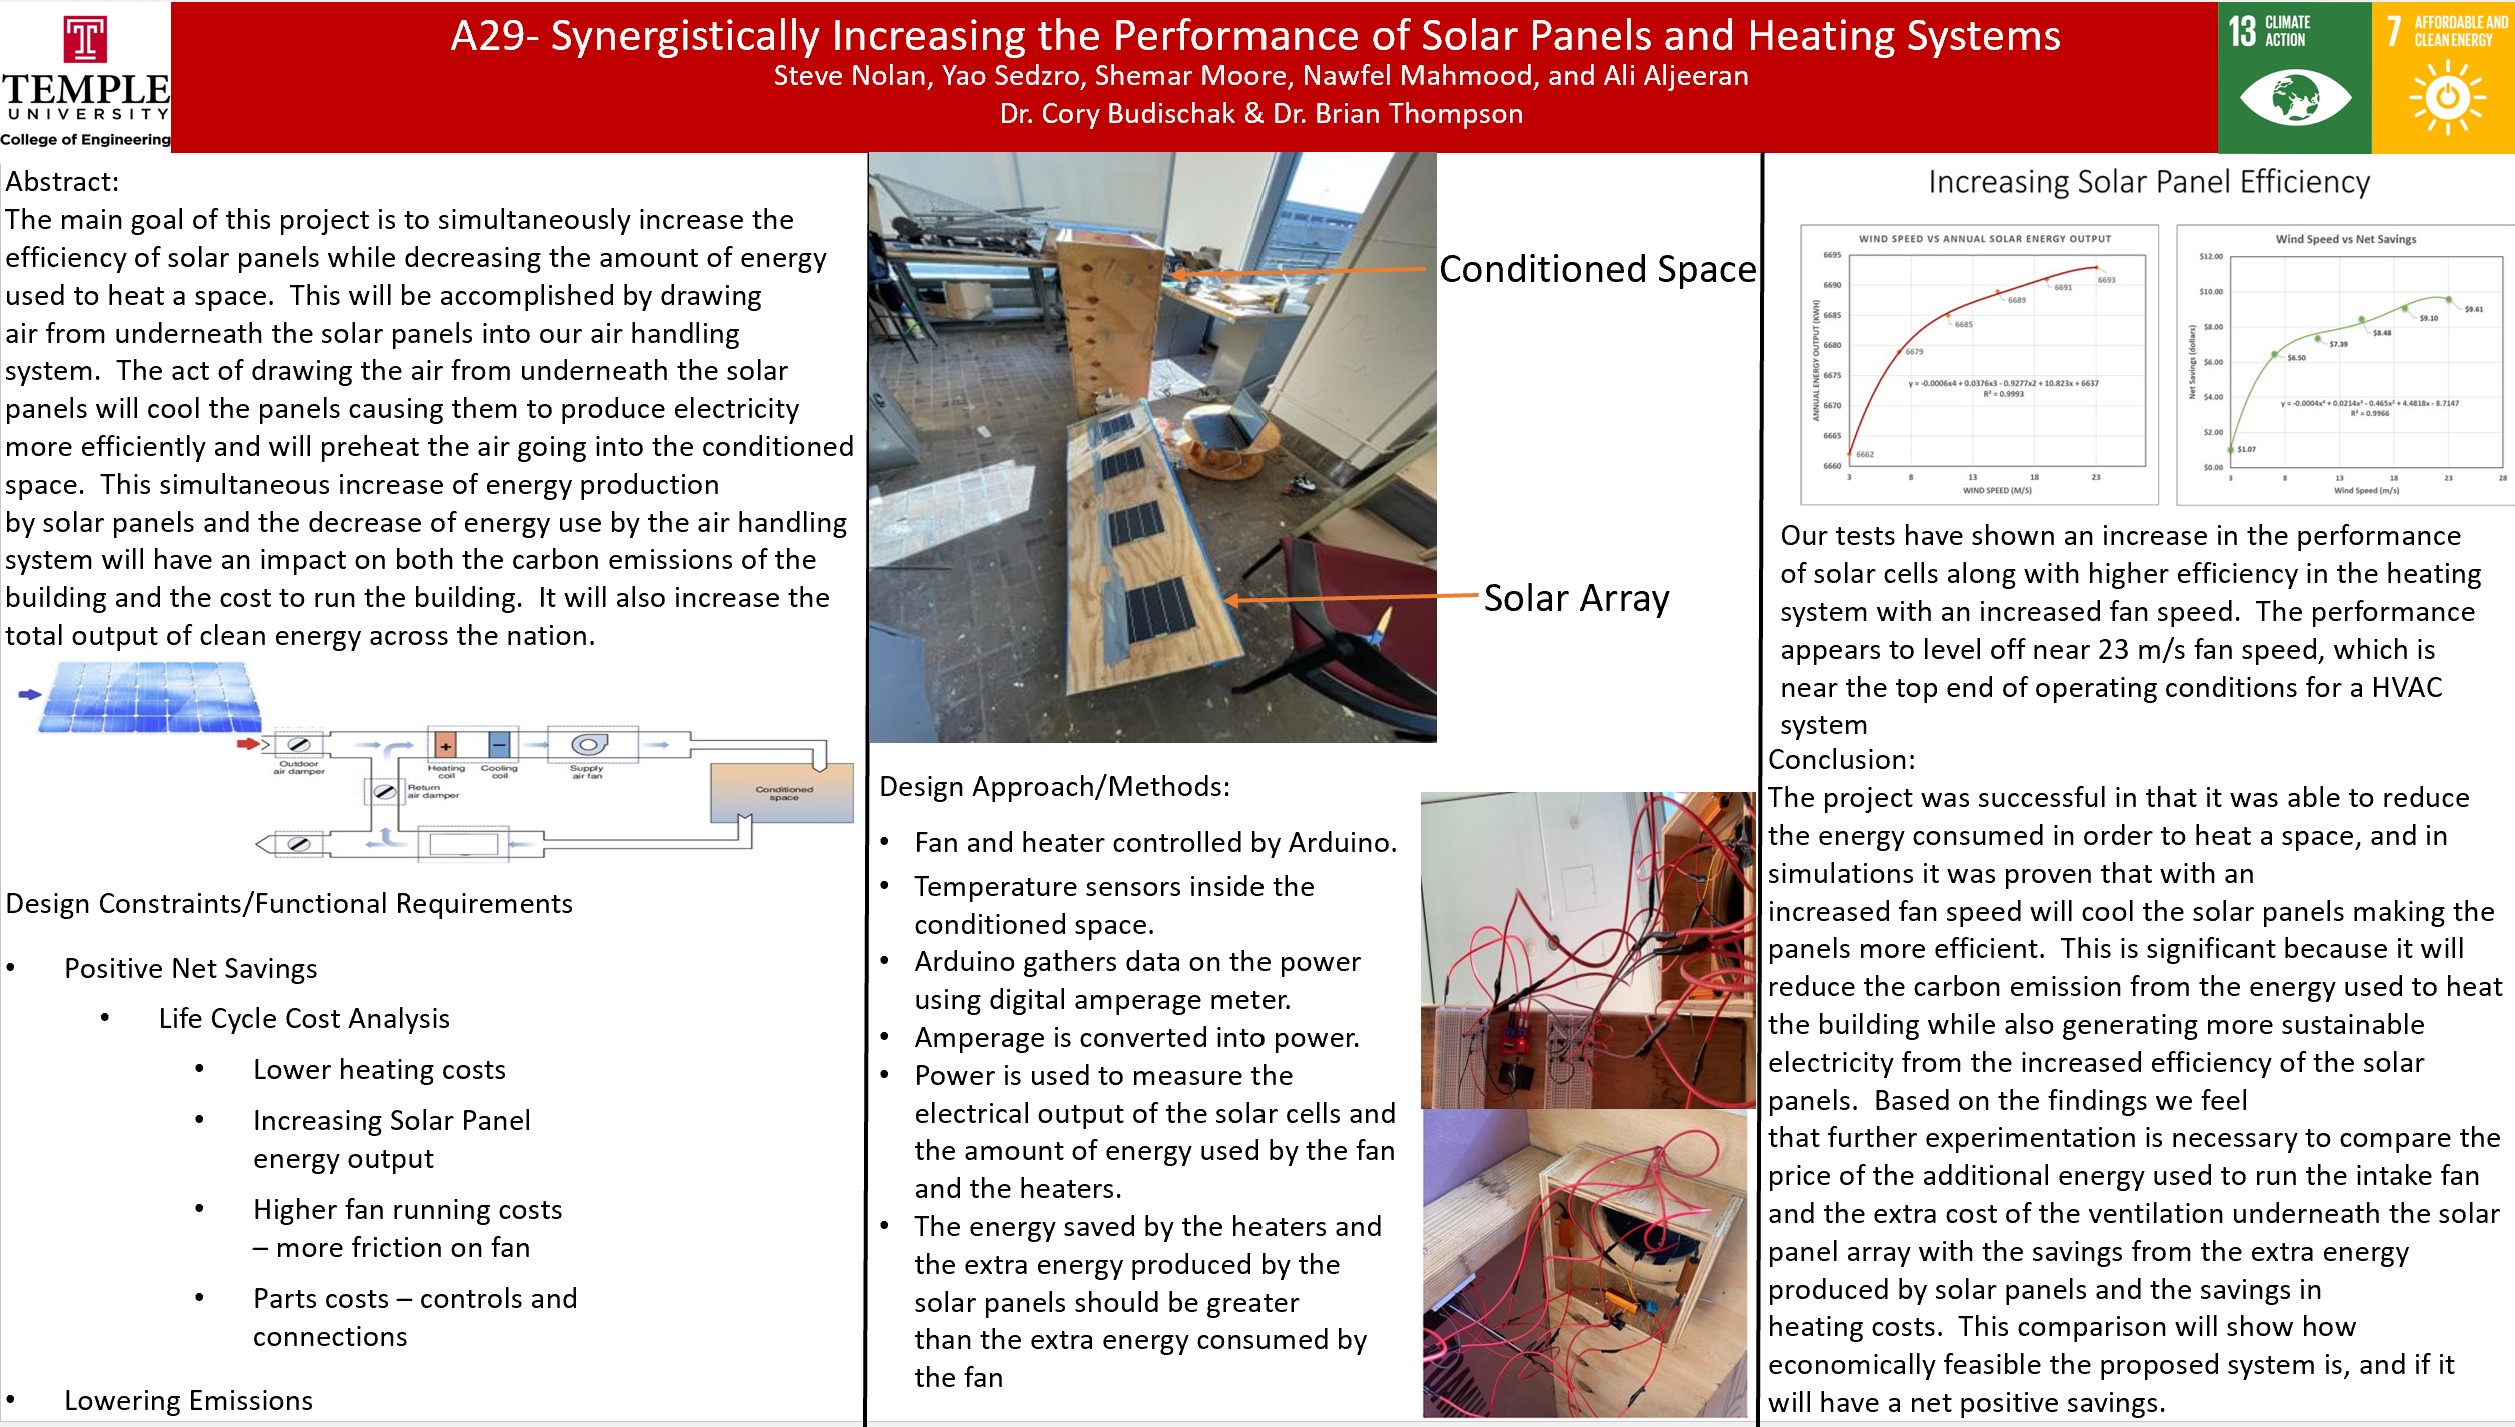 TEMPLE
UNIVERSITY
College of Engineering
A29- Synergistically Increasing the Performance of Solar Panels and Heating Systems
Steve Nolan, Yao Sedzro, Shemar Moore, Nawfel Mahmood, and Ali Aljeeran
Dr. Cory Budischak & Dr. Brian Thompson
13 CLIMATE
ACTION
7 AFFORDABLE AND
CLEAN ENERGY
Abstract:
The main goal of this project is to simultaneously increase the
efficiency of solar panels while decreasing the amount of energy
used to heat a space.  This will be accomplished by drawing
air from underneath the solar panels into our air handling
system.  The act of drawing the air from underneath the solar
panels will cool the panels causing them to produce electricity
more efficiently and will preheat the air going into the conditioned
space.  This simultaneous increase of energy production
by solar panels and the decrease of energy use by the air handling
system will have an impact on both the carbon emissions of the
building and the cost to run the building.  It will also increase the
total output of clean energy across the nation.
Outdoor
air damper
Heating
coil
Cooling
coil
Supply
air fan
Return
air damper
Conditioned
space
Design Constraints/Functional Requirements
• Positive Net Savings
• Life Cycle Cost Analysis
• Lower heating costs
• Increasing Solar Panel
energy output
• Higher fan running costs
– more friction on fan
• Parts costs – controls and
connections
• Lowering Emissions
Conditioned Space
Solar Array
Design Approach/Methods:
• Fan and heater controlled by Arduino.
• Temperature sensors inside the
conditioned space.
• Arduino gathers data on the power
using digital amperage meter.
• Amperage is converted into power.
• Power is used to measure the
electrical output of the solar cells and
the amount of energy used by the fan
and the heaters.
• The energy saved by the heaters and
the extra energy produced by the
solar panels should be greater
than the extra energy consumed by
the fan
Increasing Solar Panel Efficiency
WIND SPEED VS ANNUAL SOLAR ENERGY OUTPUT
ANNUAL ENERGY OUTPUT (KWH)
6695
6690
6685
6680
6675
6670
6665
6660
6662
6679
6685
6689
6691
6693
y = -0.0006x4 + 0.0376x3 - 0.9277x2 + 10.823x + 6637
R² = 0.9993
3 8 13 18 23
WIND SPEED (M/S)
Wind Speed vs Net Savings
Net Savings (dollars)
$12.00
$10.00
$8.00
$6.00
$4.00
$2.00
$0.00
$1.07
$6.50
$7.39
$8.48
$9.10
$9.61
y = -0.0004x⁴ + 0.0214x³ - 0.465x² + 4.4818x - 8.7147
R² = 0.9966
3 8 13 18 23 28
Wind Speed (m/s)
Our tests have shown an increase in the performance
of solar cells along with higher efficiency in the heating
system with an increased fan speed.  The performance
appears to level off near 23 m/s fan speed, which is
near the top end of operating conditions for a HVAC
system
Conclusion:
The project was successful in that it was able to reduce
the energy consumed in order to heat a space, and in
simulations it was proven that with an
increased fan speed will cool the solar panels making the
panels more efficient.  This is significant because it will
reduce the carbon emission from the energy used to heat
the building while also generating more sustainable
electricity from the increased efficiency of the solar
panels.  Based on the findings we feel
that further experimentation is necessary to compare the
price of the additional energy used to run the intake fan
and the extra cost of the ventilation underneath the solar
panel array with the savings from the extra energy
produced by solar panels and the savings in
heating costs.  This comparison will show how
economically feasible the proposed system is, and if it
will have a net positive savings.